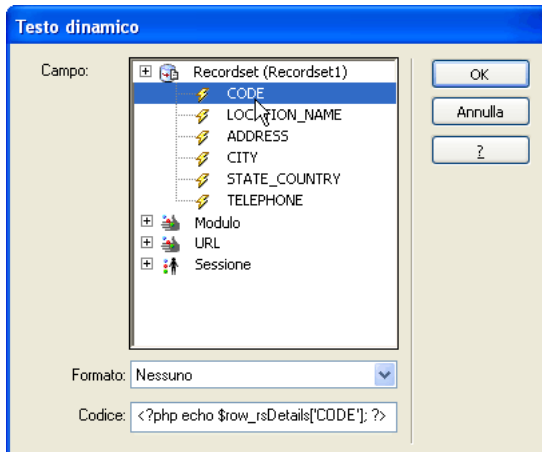 Testo dinamico
Campo:
Recordset (Recordset1)
CODE
LOCATION_NAME
ADDRESS
CITY
STATE_COUNTRY
TELEPHONE
Modulo
URL
Sessione
OK
Annulla
?
Formato: Nessuno
Codice: <?php echo $row_rsDetails['CODE']; ?>